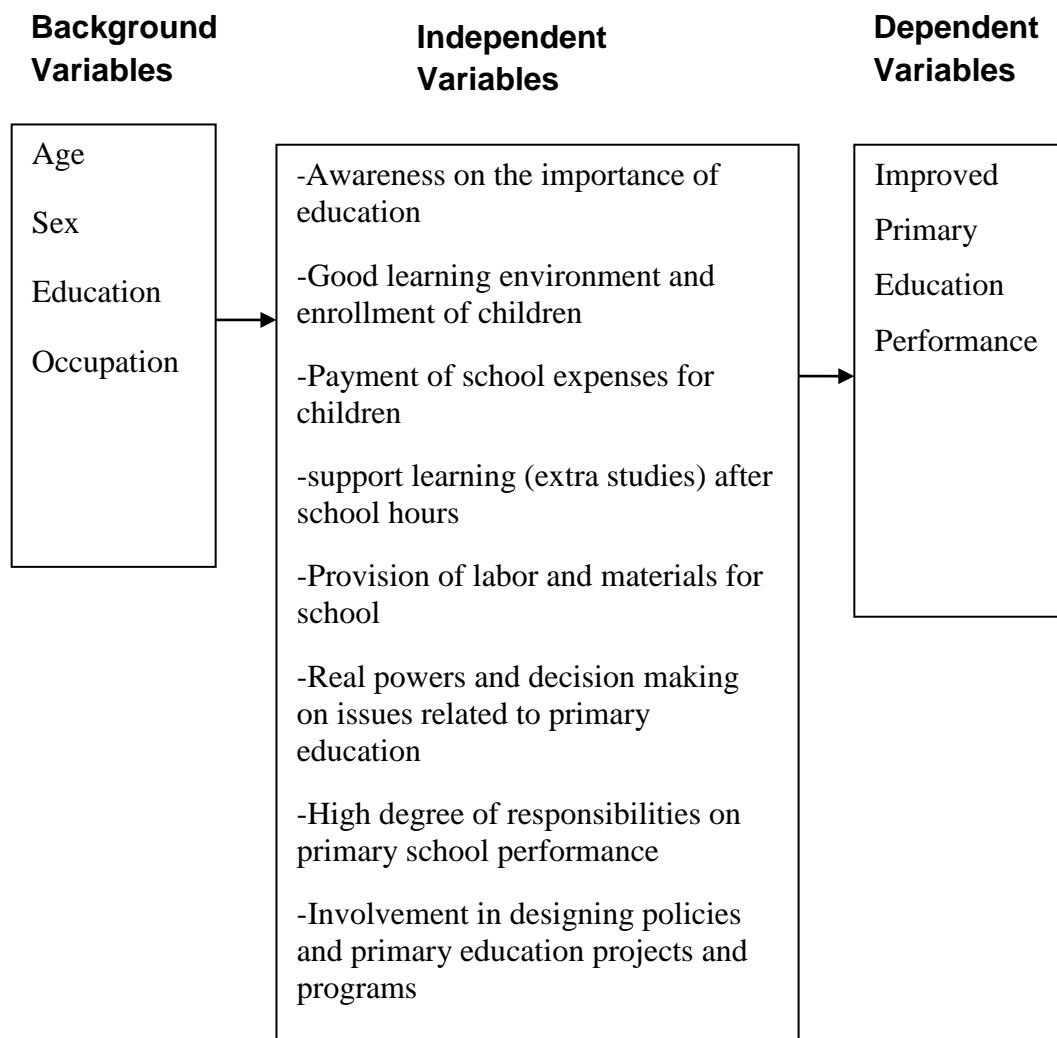 Background
Variables
Independent
Variables
Dependent
Variables
Age
Sex
Education
Occupation
-Awareness on the importance of
education
-Good learning environment and
enrollment of children
-Payment of school expenses for
children
-support learning (extra studies) after
school hours
-Provision of labor and materials for
school
-Real powers and decision making
on issues related to primary
education
-High degree of responsibilities on
primary school performance
-Involvement in designing policies
and primary education projects and
programs
Improved
Primary
Education
Performance